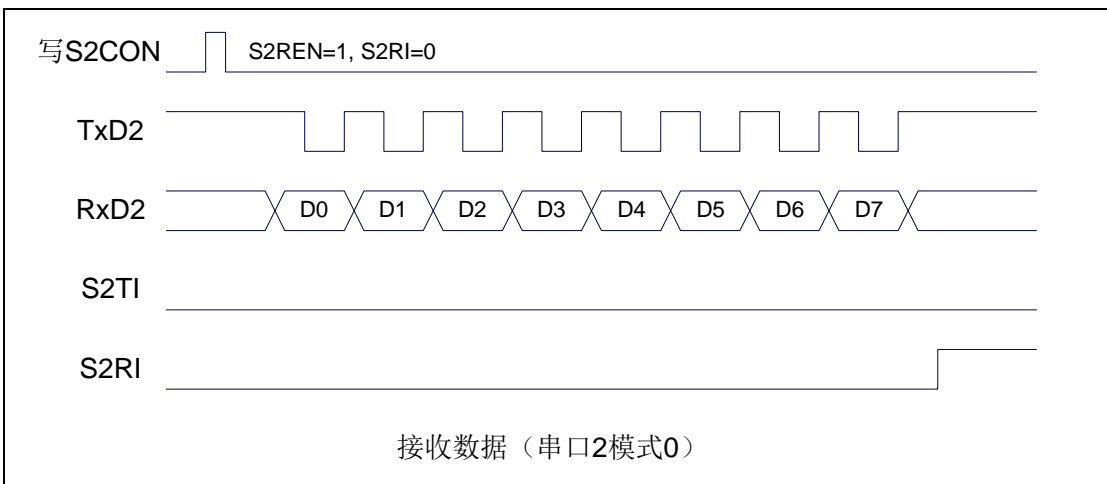 写S2CON S2REN=1, S2RI=0
TxD2
RxD2 D0 D1 D2 D3 D4 D5 D6 D7
S2TI
S2RI
接收数据（串口2模式0）